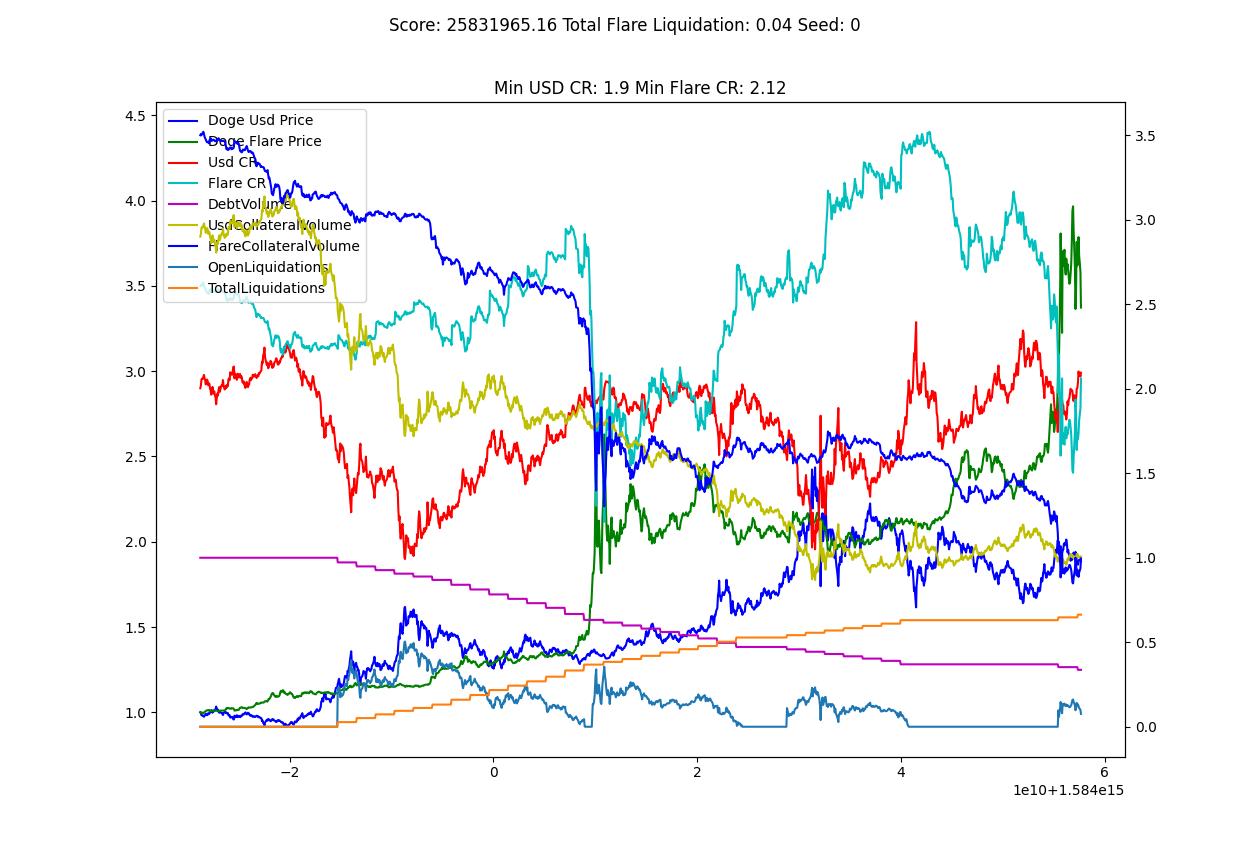 Score: 25831965.16 Total Flare Liquidation: 0.04 Seed: 0
Min USD CR: 1.9 Min Flare CR: 2.12
Doge Usd Price
Doge Flare Price
Usd CR
Flare CR
DebtVolume
UsdCollateralVolume
FlareCollateralVolume
OpenLiquidations
TotalLiquidations
4.5
4.0
3.5
3.0
2.5
2.0
1.5
1.0
3.5
3.0
2.5
2.0
1.5
1.0
0.5
0.0
−2
0
2
4
6
1e10+1.584e15